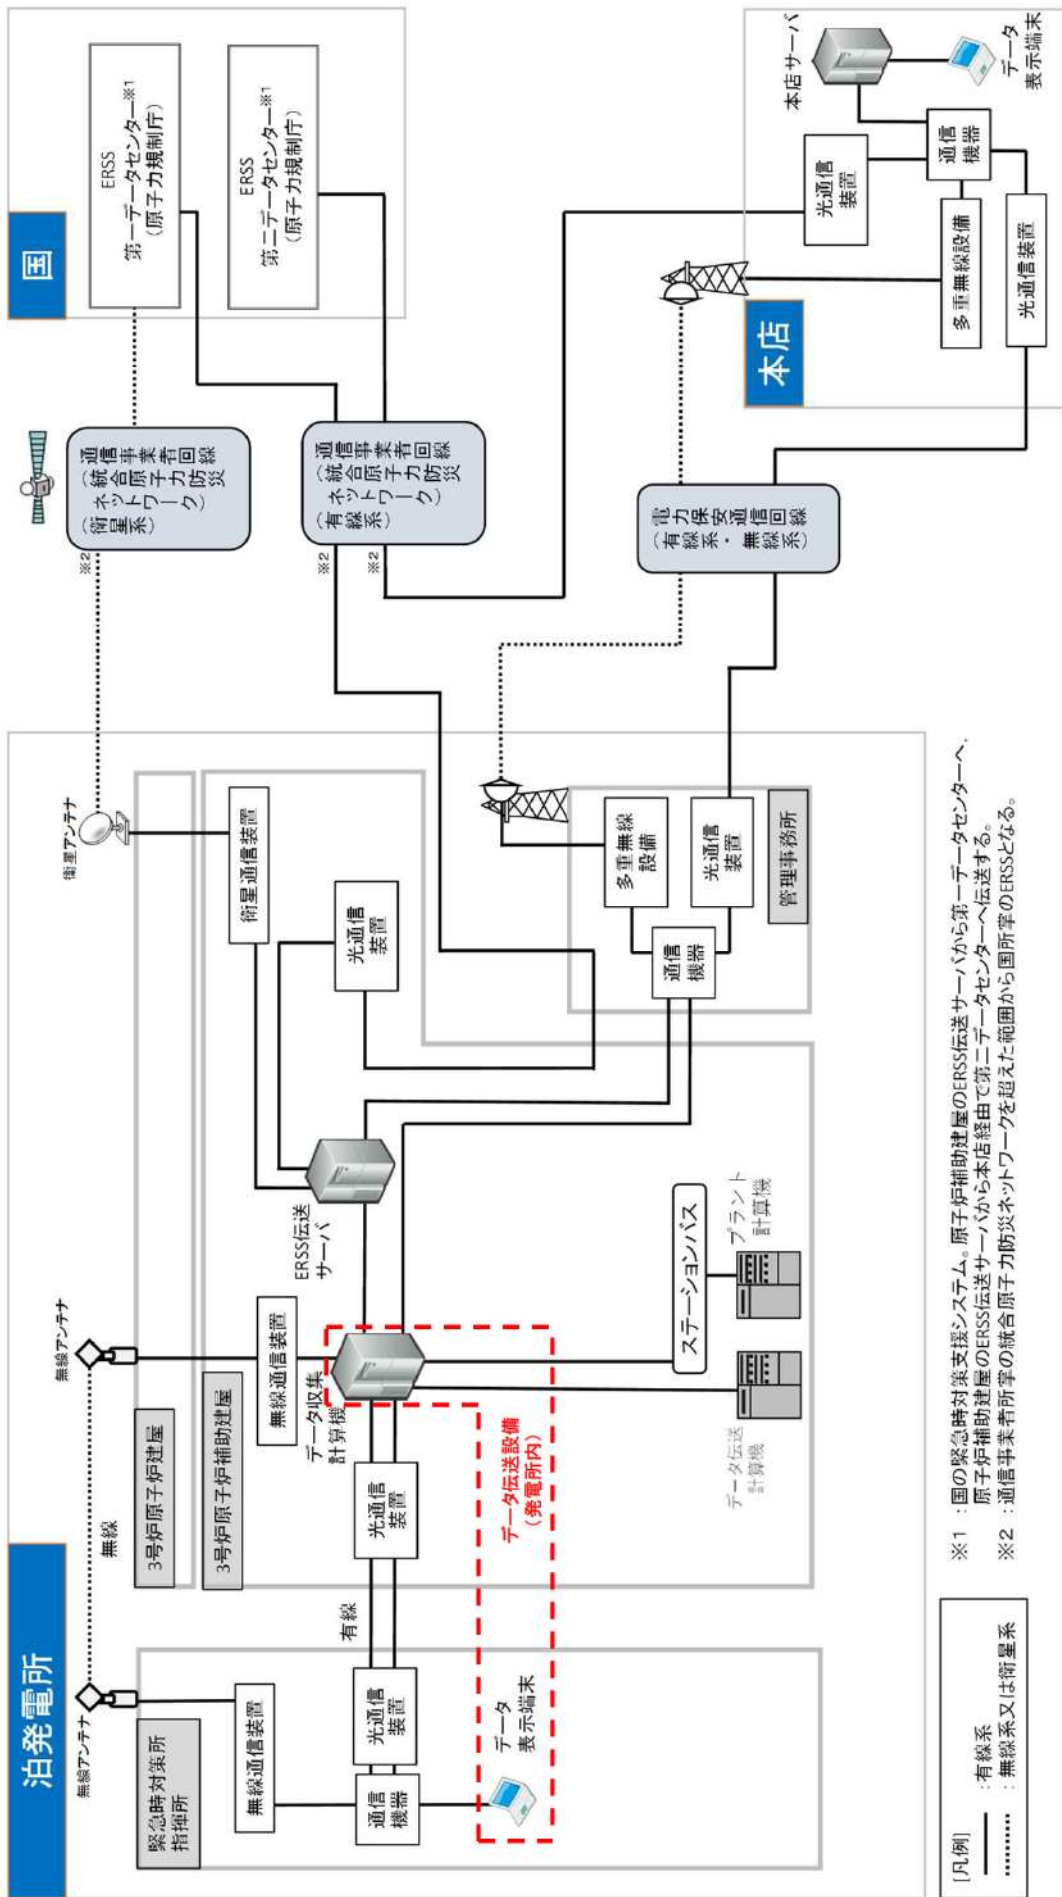 泊発電所
国
本店
ERSS
第一データセンター※1
(原子力規制庁)
ERSS
第二データセンター※1
(原子力規制庁)
通信事業者回線
(統合原子力防災
ネットワーク)
(衛星系)
※2
通信事業者回線
(統合原子力防災
ネットワーク)
(有線系)
※2
※2
電力保安通信回線
(有線系・無線系)
本店サーバ
データ
表示端末
通信
機器
光通信
装置
多重無線設備
光通信装置
衛星アンテナ
衛星通信装置
光通信
装置
多重無線
設備
光通信
装置
通信
機器
管理事務所
ERSS伝送
サーバ
無線アンテナ
無線通信装置
3号炉原子炉建屋
3号炉原子炉補助建屋
データ収集
計算機
光通信
装置
ステーションバス
プラント
計算機
データ伝送
計算機
データ伝送設備
(発電所内)
無線
有線
無線アンテナ
緊急時対策所
指揮所
無線通信装置
光通信
装置
通信
機器
データ
表示端末
[凡例]
:有線系
:無線系又は衛星系
※1 :国の緊急時対策支援システム。原子炉補助建屋のERSS伝送サーバから第一データセンターへ,
原子炉補助建屋のERSS伝送サーバから本店経由で第二データセンターへ伝送する。
※2 :通信事業者所掌の統合原子力防災ネットワークを超えた範囲から国所掌のERSSとなる。